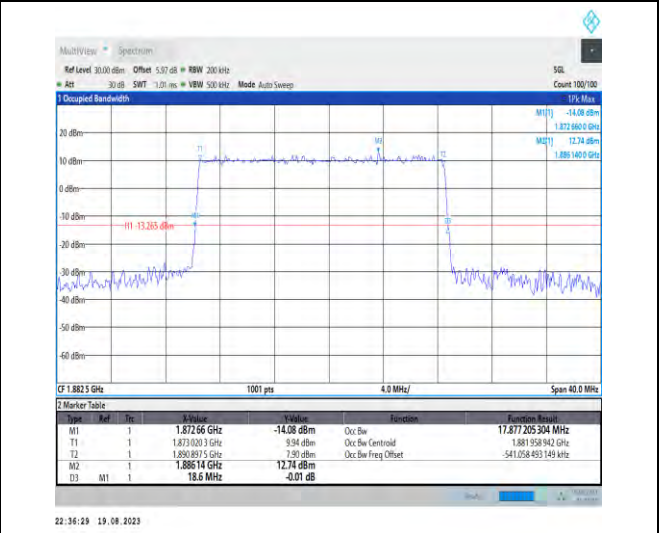 MultiView Spectrum
Ref Level 30.00 dBm Offset 5.97 dB RBW 200 kHz SGL
Att 30 dB SWT 1.01 ms VBW 500 kHz Mode Auto Sweep Count 100/100
1 Occupied Bandwidth 1Pk Max
M1[1] -14.08 dBm
1.872 660 0 GHz
20 dBm
M2[1] 12.74 dBm
1.886 140 0 GHz
T1
T2
10 dBm
0 dBm
-10 dBm
H1 -13.265 dBm
-20 dBm
-30 dBm
-40 dBm
-50 dBm
-60 dBm
CF 1.882 5 GHz 1001 pts 4.0 MHz/ Span 40.0 MHz
2 Marker Table
Type Ref Trc X-Value Y-Value Function Function Result
M1 1 1.872 66 GHz -14.08 dBm Occ Bw 17.877 205 304 MHz
T1 1 1.873 020 3 GHz 9.94 dBm Occ Bw Centroid 1.881 958 942 GHz
T2 1 1.890 897 5 GHz 7.90 dBm Occ Bw Freq Offset -541.058 493 149 kHz
M2 1 1.886 14 GHz 12.74 dBm
D3 M1 1 18.6 MHz -0.01 dB
22:36:29 19.08.2023